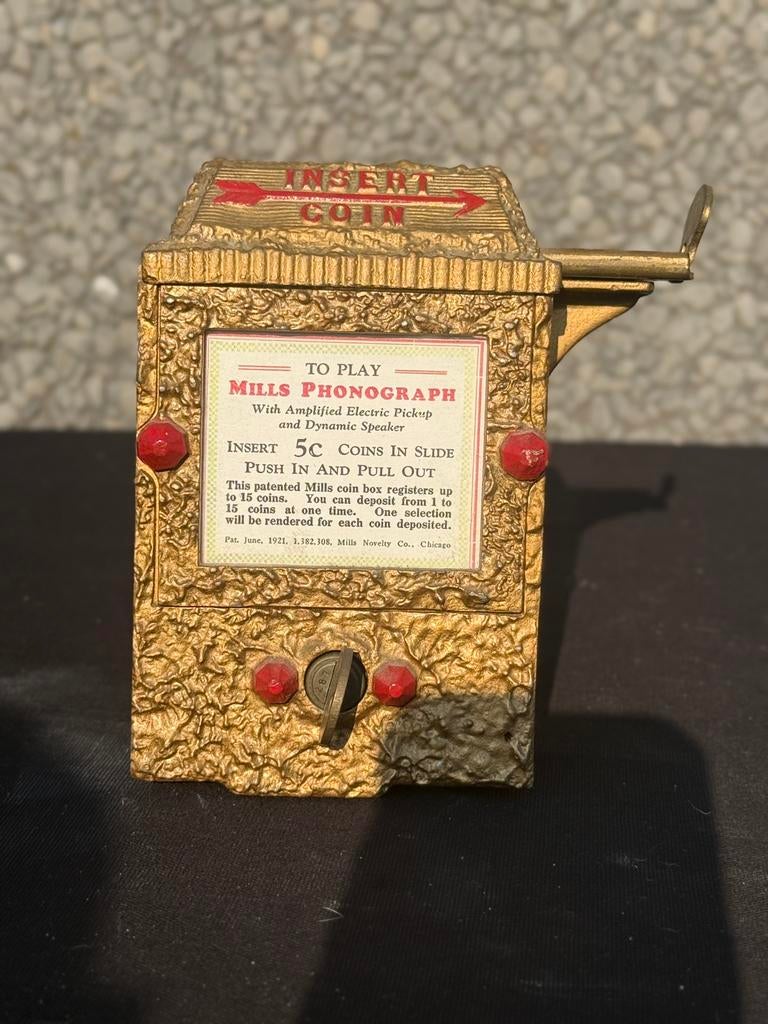 INSERT
COIN
TO PLAY
MILLS PHONOGRAPH
With Amplified Electric Pickup
and Dynamic Speaker
INSERT 5C COINS IN SLIDE
PUSH IN AND PULL OUT
This patented Mills coin box registers up
to 15 coins. You can deposit from 1 to
15 coins at one time. One selection
will be rendered for each coin deposited.
Pat. June, 1921, 1,382,308, Mills Novelty Co., Chicago